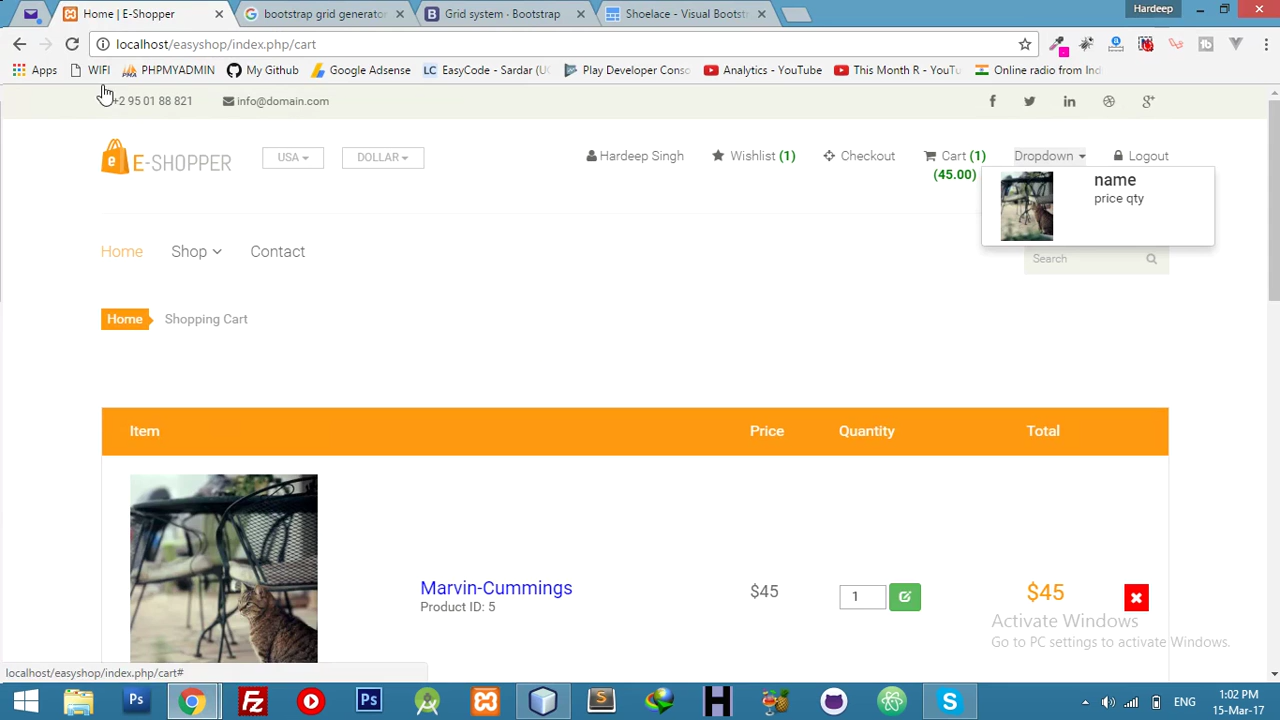 Hardeep
Home | E-Shopper
bootstrap grid generator
Grid system · Bootstrap
Shoelace - Visual Bootst
localhost/easyshop/index.php/cart
Apps
WIFI
PHPMYADMIN
My Github
Google Adsense
LC EasyCode - Sardar (U
Play Developer Conso
Analytics - YouTube
This Month R - YouTu
Online radio from Ind
+2 95 01 88 821
info@domain.com
E-SHOPPER
USA
DOLLAR
Hardeep Singh
Wishlist (1)
Checkout
Cart (1)
(45.00)
Dropdown
Logout
name
price qty
Home
Shop
Contact
Search
Home
Shopping Cart
Item
Price
Quantity
Total
Marvin-Cummings
Product ID: 5
$45
1
$45
Activate Windows
Go to PC settings to activate Windows.
localhost/easyshop/index.php/cart#
ENG
1:02 PM
15-Mar-17